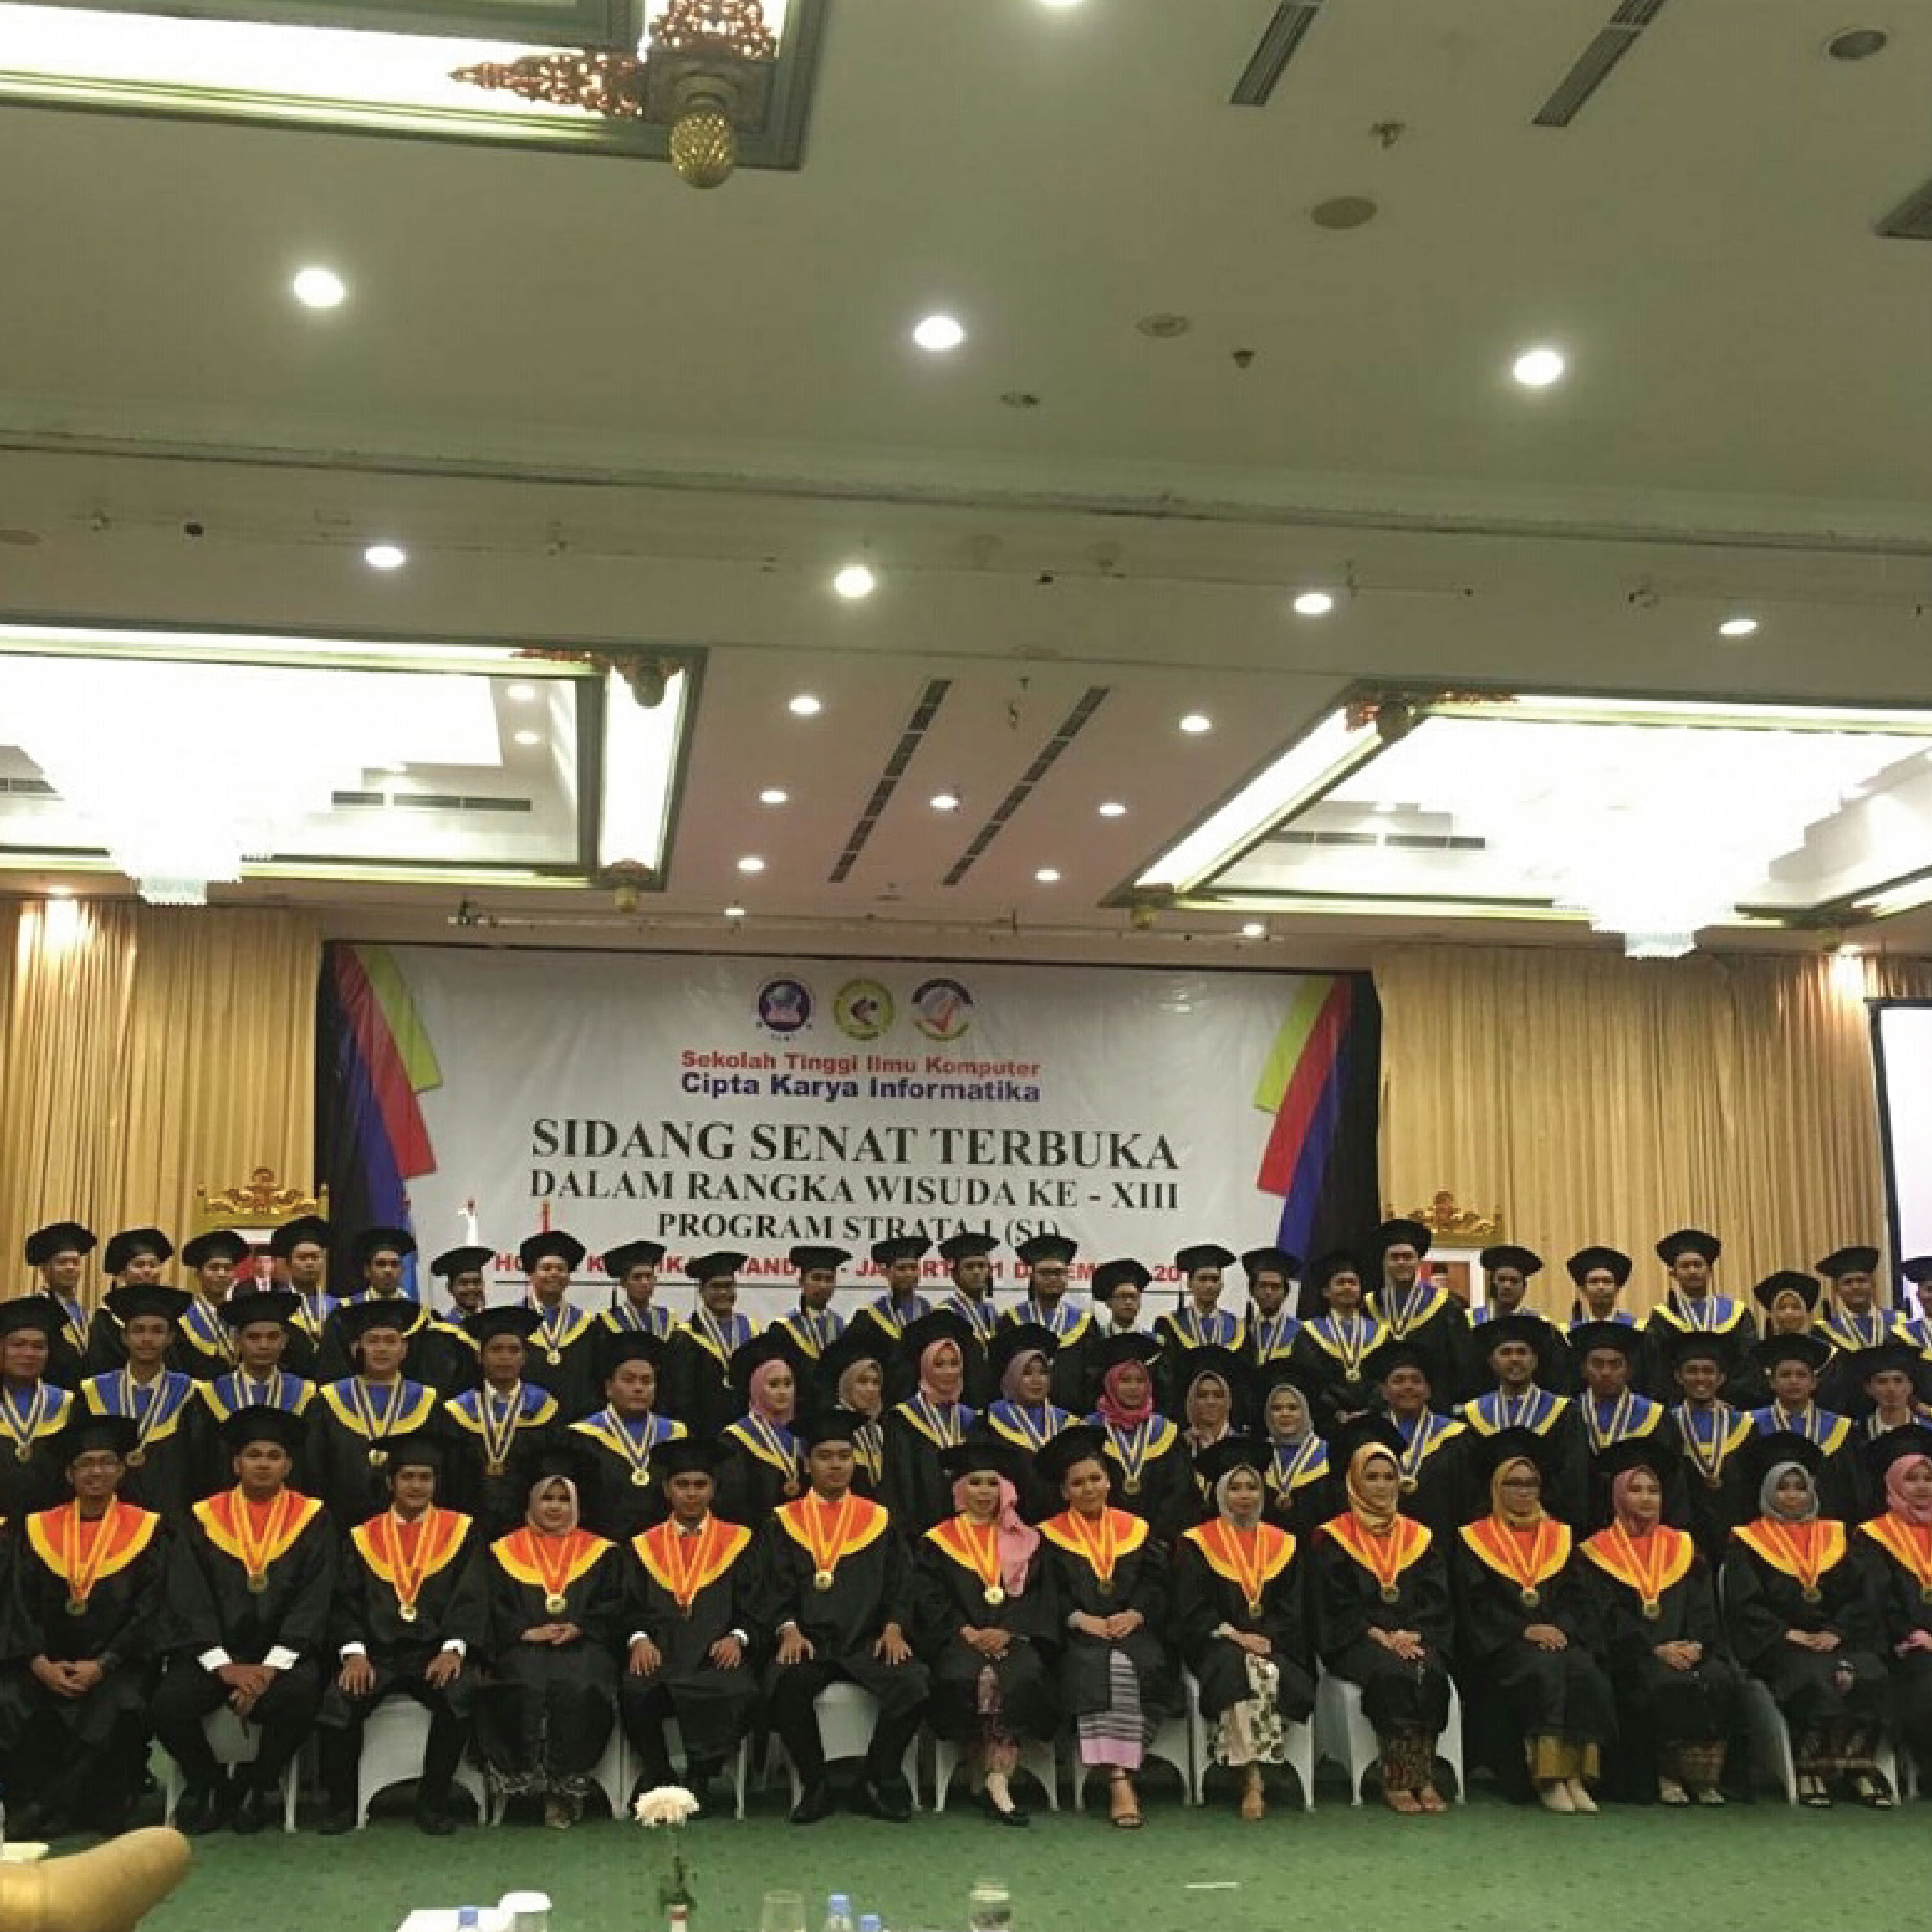 Sekolah Tinggi Ilmu Komputer
Cipta Karya Informatika
SIDANG SENAT TERBUKA
DALAM RANGKA WISUDA KE - XIII
PROGRAM STRATA 1 (S1)